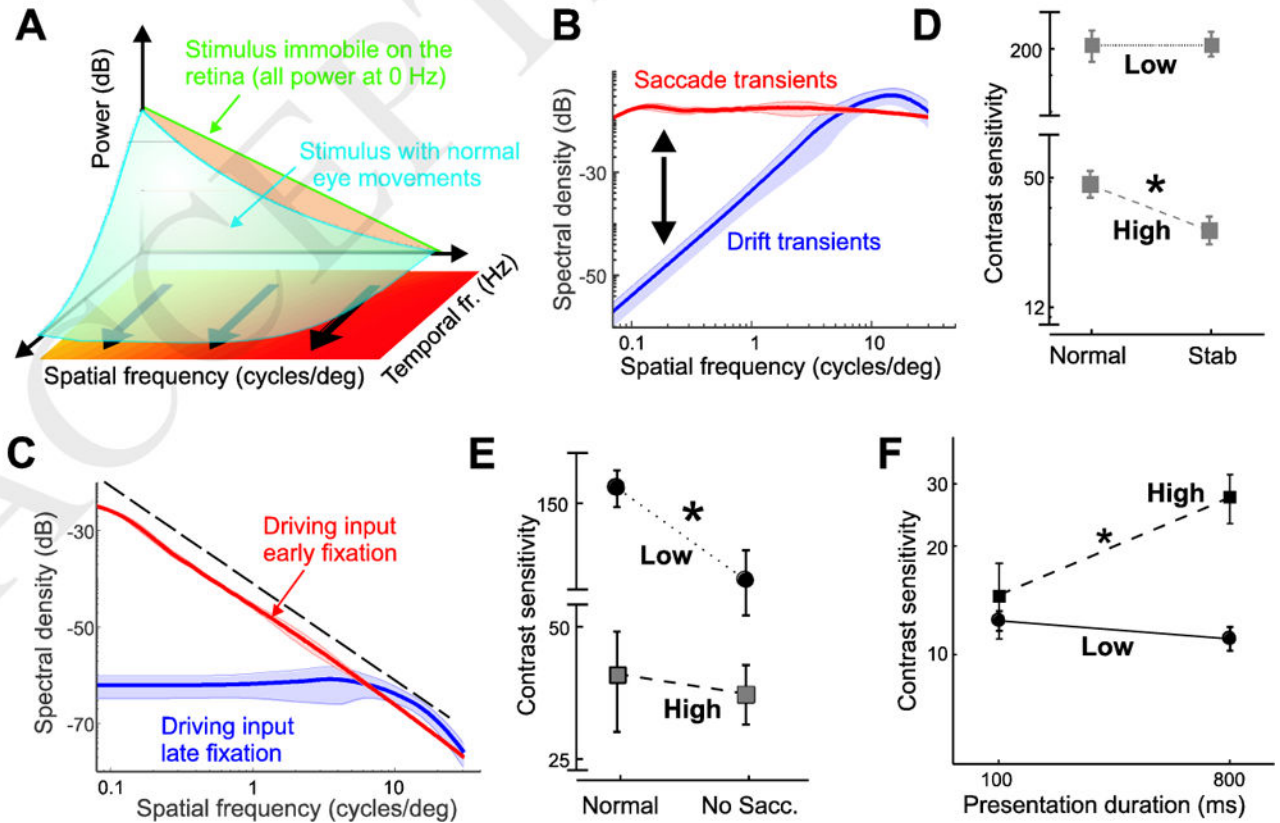 A
Power (dB)
Stimulus immobile on the
retina (all power at 0 Hz)
Stimulus with normal
eye movements
Temporal fr. (Hz)
Spatial frequency (cycles/deg)
B
Spectral density (dB)
-30
-50
Saccade transients
Drift transients
0.1
1
10
Spatial frequency (cycles/deg)
D
Contrast sensitivity
200
Low
50
*
High
12
Normal
Stab
C
Spectral density (dB)
-30
-50
-70
Driving input
early fixation
Driving input
late fixation
0.1
1
10
Spatial frequency (cycles/deg)
E
Contrast sensitivity
150
*
Low
50
High
25
Normal
No Sacc.
F
Contrast sensitivity
30
20
10
High
*
Low
100
800
Presentation duration (ms)
ACCEPT